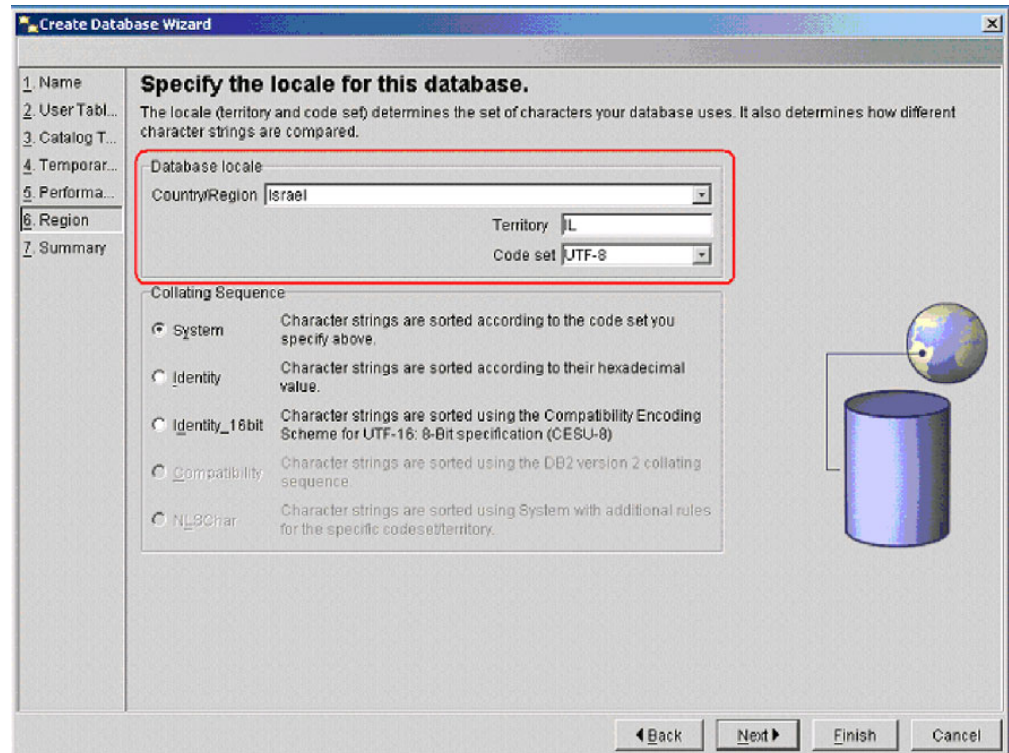 Create Database Wizard
1. Name
2. User Tabl...
3. Catalog T...
4. Temporar...
5. Performa...
6. Region
7. Summary
Specify the locale for this database.
The locale (territory and code set) determines the set of characters your database uses. It also determines how different
character strings are compared.
Database locale
Country/Region Israel
Territory IL
Code set UTF-8
Collating Sequence
System
Character strings are sorted according to the code set you
specify above.
Identity
Character strings are sorted according to their hexadecimal
value.
Identity_16bit
Character strings are sorted using the Compatibility Encoding
Scheme for UTF-16: 8-Bit specification (CESU-8)
Compatibility
Character strings are sorted using the DB2 version 2 collating
sequence.
NLSChar
Character strings are sorted using System with additional rules
for the specific codeset/territory.
Back
Next
Finish
Cancel